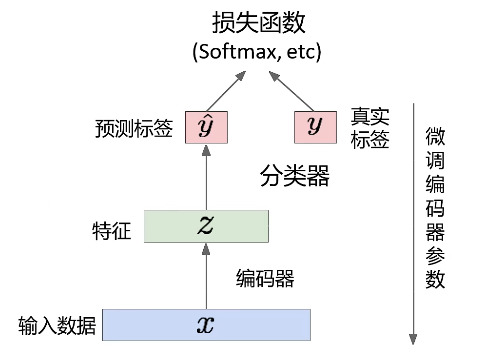 损失函数
(Softmax, etc)
预测标签
ŷ
y
真实
标签
分类器
特征
z
编码器
输入数据
x
微调编码器参数